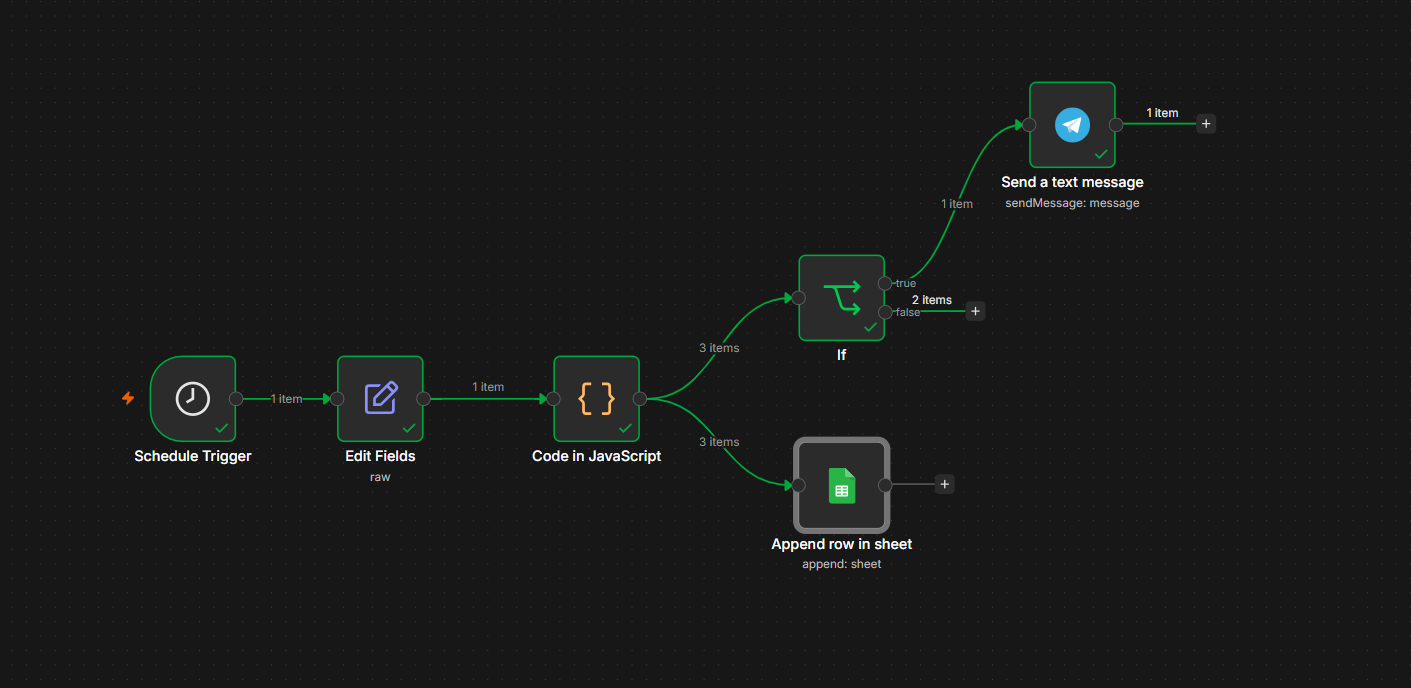 1 item
+
Send a text message
sendMessage: message
1 item
true
2 items
false
+
If
3 items
1 item
1 item
3 items
Schedule Trigger
Edit Fields
raw
Code in JavaScript
+
Append row in sheet
append: sheet